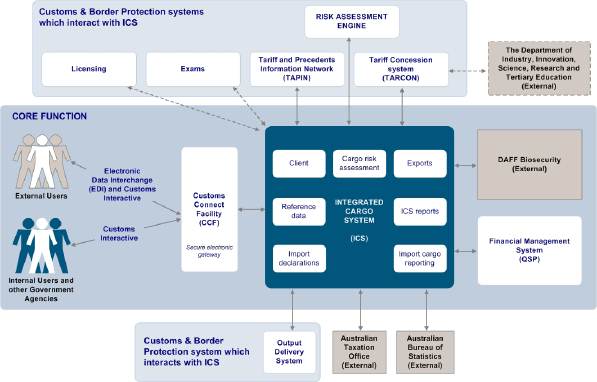 Customs & Border Protection systems
which interact with ICS
RISK ASSESSMENT
ENGINE
Licensing
Exams
Tariff and Precedents
Information Network
(TAPIN)
Tariff Concession
system
(TARCON)
The Department of
Industry, Innovation,
Science, Research and
Tertiary Education
(External)
CORE FUNCTION
External Users
Electronic
Data Interchange
(EDI) and Customs
Interactive
Customs
Interactive
Internal Users and
other Government
Agencies
Customs
Connect
Facility
(CCF)
Secure electronic
gateway
Client
Cargo risk
assessment
Exports
Reference
data
INTEGRATED
CARGO
SYSTEM
(ICS)
ICS reports
Import
declarations
Import cargo
reporting
DAFF Biosecurity
(External)
Financial Management
System
(QSP)
Customs & Border
Protection system which
interacts with ICS
Output
Delivery
System
Australian
Taxation
Office
(External)
Australian
Bureau of
Statistics
(External)